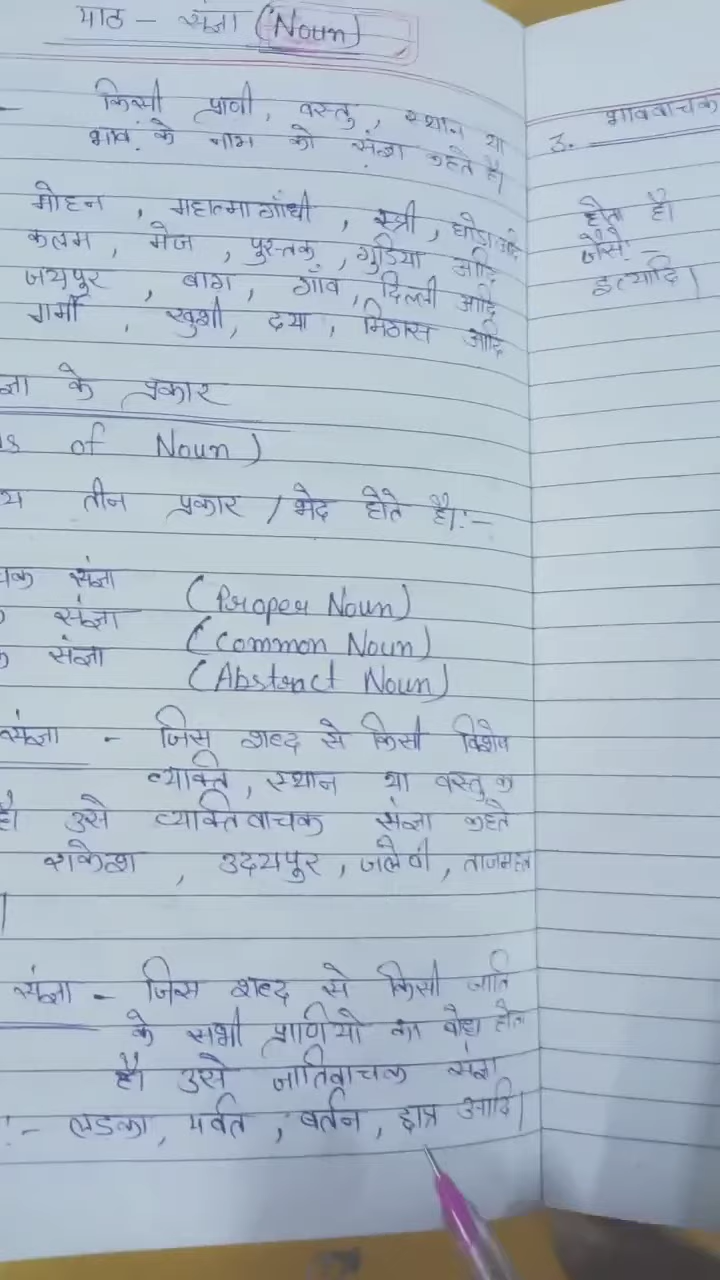 पाठ - संज्ञा (Noun)
किसी प्राणी, वस्तु, स्थान या
भाव के नाम को संज्ञा कहते है।
मोहन, महात्मा गांधी, स्त्री, घोडा आदि
कलम, मेज, पुस्तक, गुडिया आदि
जयपुर, बाग, गांव, दिल्ली आदि
गर्मी, खुशी, दया, मिठास आदि
के प्रकार
of Noun)
तीन प्रकार / भेद होते है:-
संज्ञा (Proper Noun)
संज्ञा (Common Noun)
संज्ञा (Abstract Noun)
संज्ञा - जिस शब्द से किसी विशेष
व्यक्ति, स्थान या वस्तु
उसे व्यक्तिवाचक संज्ञा कहते
उदयपुर, जलेबी, ताजमहल
संज्ञा - जिस शब्द से किसी जाति
के सभी प्राणियो का बोध होता
है। उसे जातिवाचक संज्ञा
:- लडका, पर्वत, बर्तन, छात्र आदि।
3. भाववाचक
होता है।
जैसे -
इत्यादि।